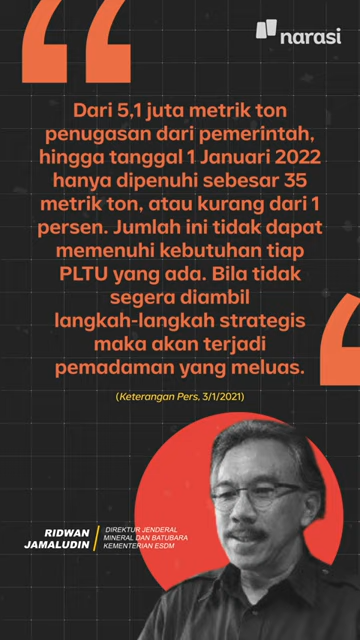 narasi
Dari 5,1 juta metrik ton
penugasan dari pemerintah,
hingga tanggal 1 Januari 2022
hanya dipenuhi sebesar 35
metrik ton, atau kurang dari 1
persen. Jumlah ini tidak dapat
memenuhi kebutuhan tiap
PLTU yang ada. Bila tidak
segera diambil
langkah-langkah strategis
maka akan terjadi
pemadaman yang meluas.
(Keterangan Pers, 3/1/2021)
RIDWAN
JAMALUDIN
DIREKTUR JENDERAL
MINERAL DAN BATUBARA
KEMENTERIAN ESDM